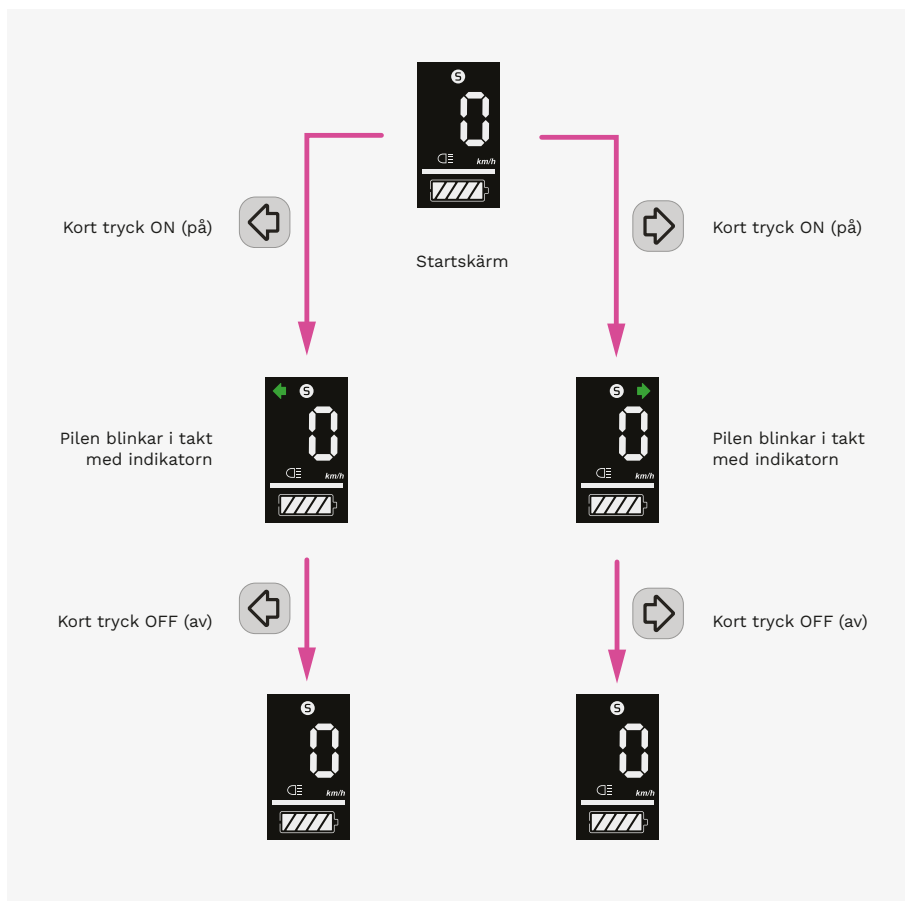 S
0
km/h
Kort tryck ON (på)
Kort tryck ON (på)
Startskärm
S
0
km/h
S
0
km/h
Pilen blinkar i takt
med indikatorn
Pilen blinkar i takt
med indikatorn
Kort tryck OFF (av)
Kort tryck OFF (av)
S
0
km/h
S
0
km/h